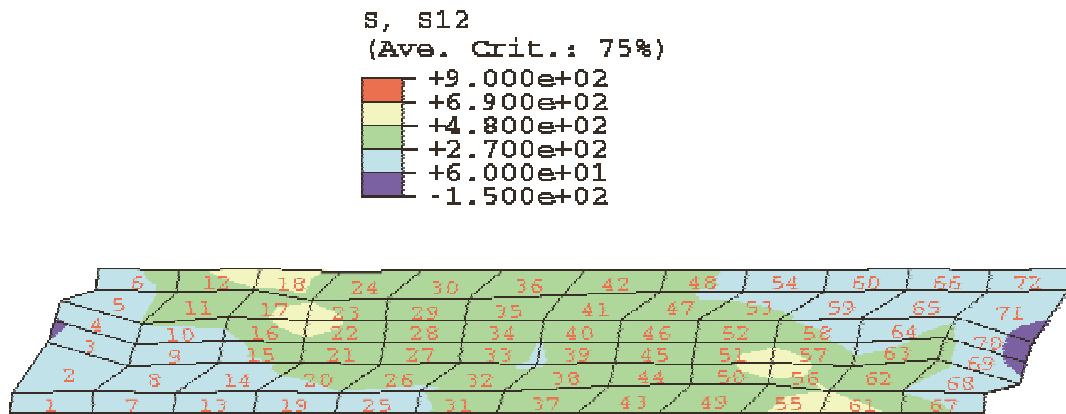 S, S12
(Ave. Crit.: 75%)
+9.000e+02
+6.900e+02
+4.800e+02
+2.700e+02
+6.000e+01
-1.500e+02
6 12 18 24 30 36 42 48 54 60 66 72
5 11 17 23 29 35 41 47 53 59 65 71
4 10 16 22 28 34 40 46 52 58 64 70
3 9 15 21 27 33 39 45 51 57 63 69
2 8 14 20 26 32 38 44 50 56 62 68
1 7 13 19 25 31 37 43 49 55 61 67